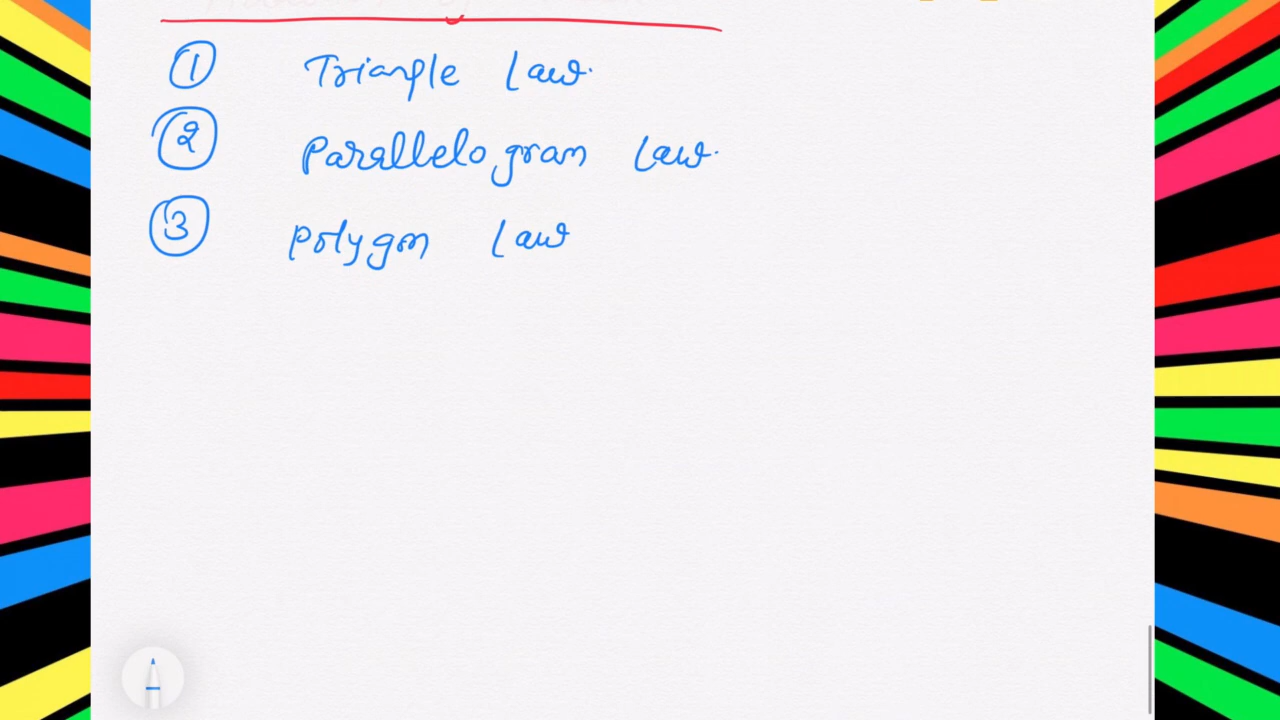 ① Triangle Law.
② Parallelogram Law.
③ Polygon Law